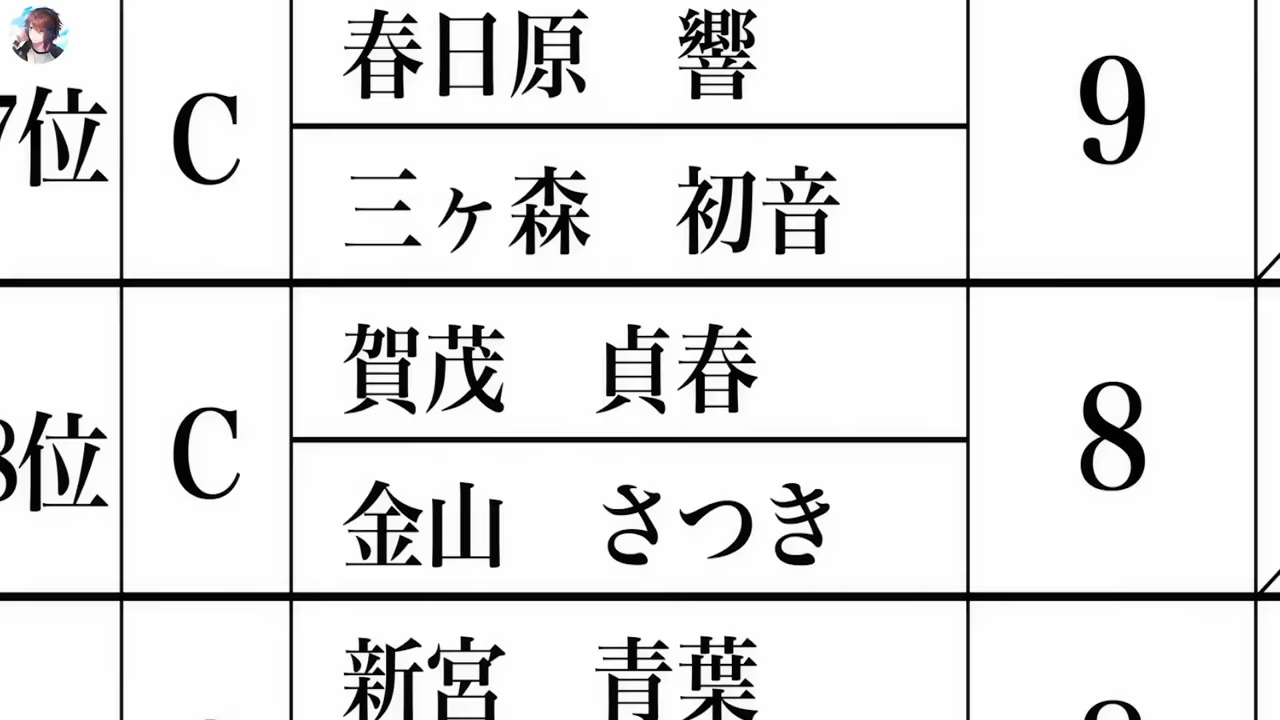 7位 C 春日原　響 9
三ヶ森　初音
8位 C 賀茂　貞春 8
金山　さつき
新宮　青葉